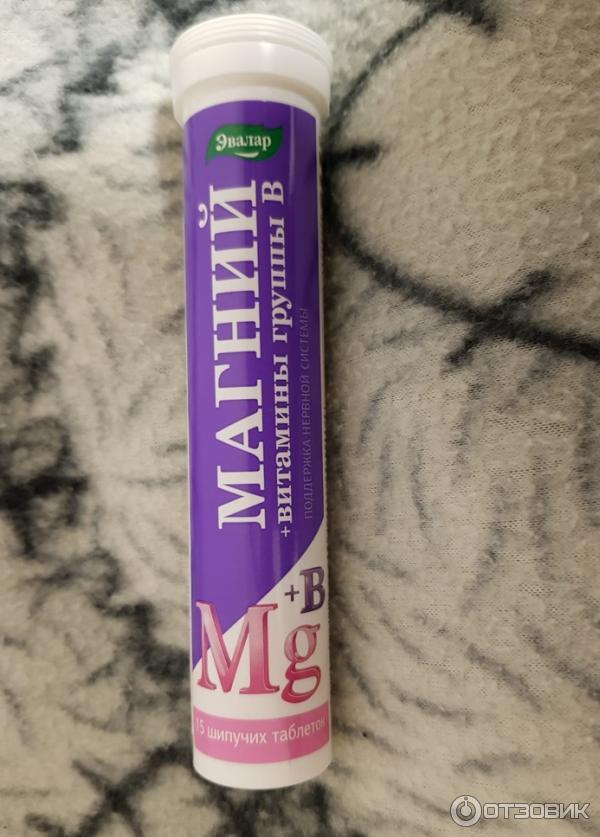 Эвалар
МАГНИЙ
+витамины группы В
ПОДДЕРЖКА НЕРВНОЙ СИСТЕМЫ
+B
Mg
15 шипучих таблеток
ОТЗОВИК